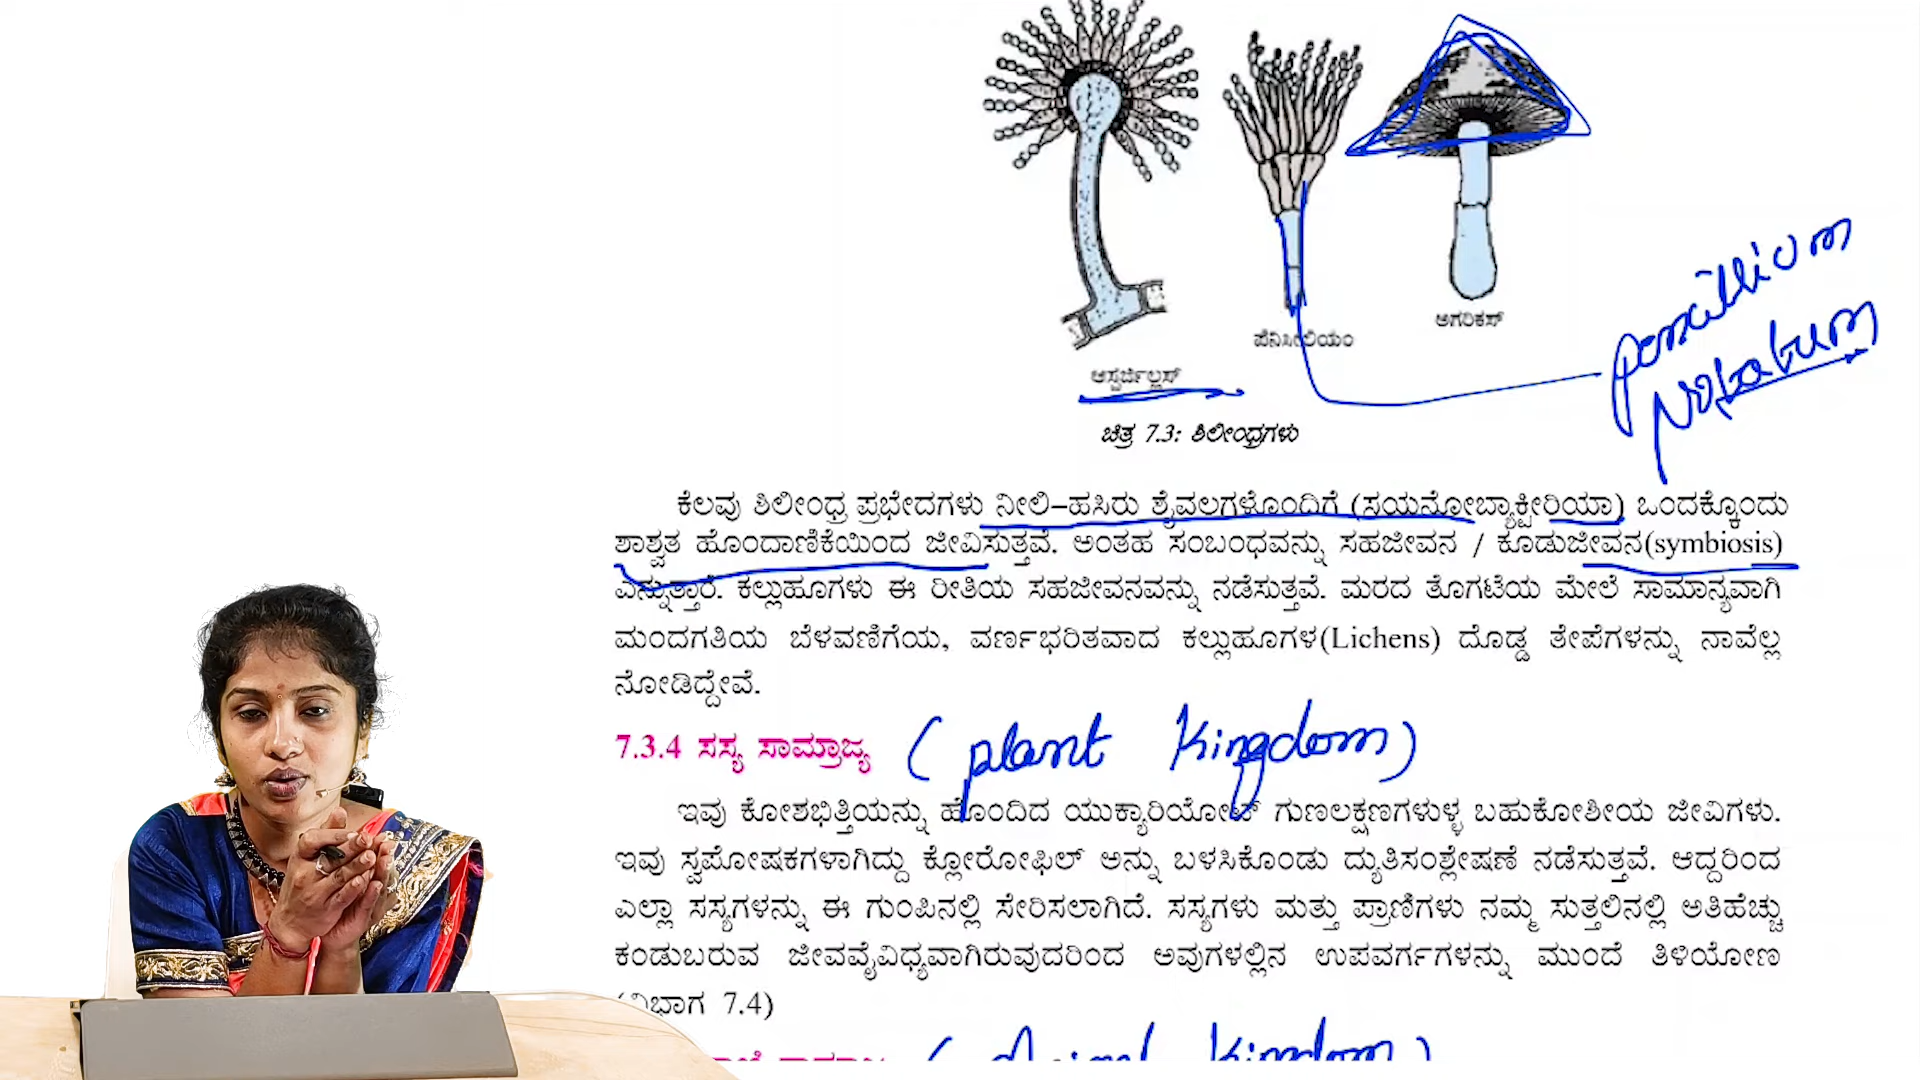 ಅಗರಿಕಸ್
ಪೆನಿಸೀಲಿಯಂ
ಆಸ್ಪರ್ಜಿಲ್ಲಸ್
penicillium
Notatum
ಚಿತ್ರ 7.3: ಶಿಲೀಂಧ್ರಗಳು
ಕೆಲವು ಶಿಲೀಂಧ್ರ ಪ್ರಭೇದಗಳು ನೀಲಿ–ಹಸಿರು ಶೈವಲಗಳೊಂದಿಗೆ (ಸಯನೋಬ್ಯಾಕ್ಟೀರಿಯಾ) ಒಂದಕ್ಕೊಂದು
ಶಾಶ್ವತ ಹೊಂದಾಣಿಕೆಯಿಂದ ಜೀವಿಸುತ್ತವೆ. ಅಂತಹ ಸಂಬಂಧವನ್ನು ಸಹಜೀವನ / ಕೂಡುಜೀವನ(symbiosis)
ಎನ್ನುತ್ತಾರೆ. ಕಲ್ಲುಹೂಗಳು ಈ ರೀತಿಯ ಸಹಜೀವನವನ್ನು ನಡೆಸುತ್ತವೆ. ಮರದ ತೊಗಟೆಯ ಮೇಲೆ ಸಾಮಾನ್ಯವಾಗಿ
ಮಂದಗತಿಯ ಬೆಳವಣಿಗೆಯ, ವರ್ಣಭರಿತವಾದ ಕಲ್ಲುಹೂಗಳ(Lichens) ದೊಡ್ಡ ತೇಪೆಗಳನ್ನು ನಾವೆಲ್ಲ
ನೋಡಿದ್ದೇವೆ.
7.3.4 ಸಸ್ಯ ಸಾಮ್ರಾಜ್ಯ (plant Kingdom)
ಇವು ಕೋಶಭಿತ್ತಿಯನ್ನು ಹೊಂದಿದ ಯುಕ್ಯಾರಿಯೋಟ್ ಗುಣಲಕ್ಷಣಗಳುಳ್ಳ ಬಹುಕೋಶೀಯ ಜೀವಿಗಳು.
ಇವು ಸ್ವಪೋಷಕಗಳಾಗಿದ್ದು ಕ್ಲೋರೋಫಿಲ್ ಅನ್ನು ಬಳಸಿಕೊಂಡು ದ್ಯುತಿಸಂಶ್ಲೇಷಣೆ ನಡೆಸುತ್ತವೆ. ಆದ್ದರಿಂದ
ಎಲ್ಲಾ ಸಸ್ಯಗಳನ್ನು ಈ ಗುಂಪಿನಲ್ಲಿ ಸೇರಿಸಲಾಗಿದೆ. ಸಸ್ಯಗಳು ಮತ್ತು ಪ್ರಾಣಿಗಳು ನಮ್ಮ ಸುತ್ತಲಿನಲ್ಲಿ ಅತಿಹೆಚ್ಚು
ಕಂಡುಬರುವ ಜೀವವೈವಿಧ್ಯವಾಗಿರುವುದರಿಂದ ಅವುಗಳಲ್ಲಿನ ಉಪವರ್ಗಗಳನ್ನು ಮುಂದೆ ತಿಳಿಯೋಣ
(ವಿಭಾಗ 7.4)